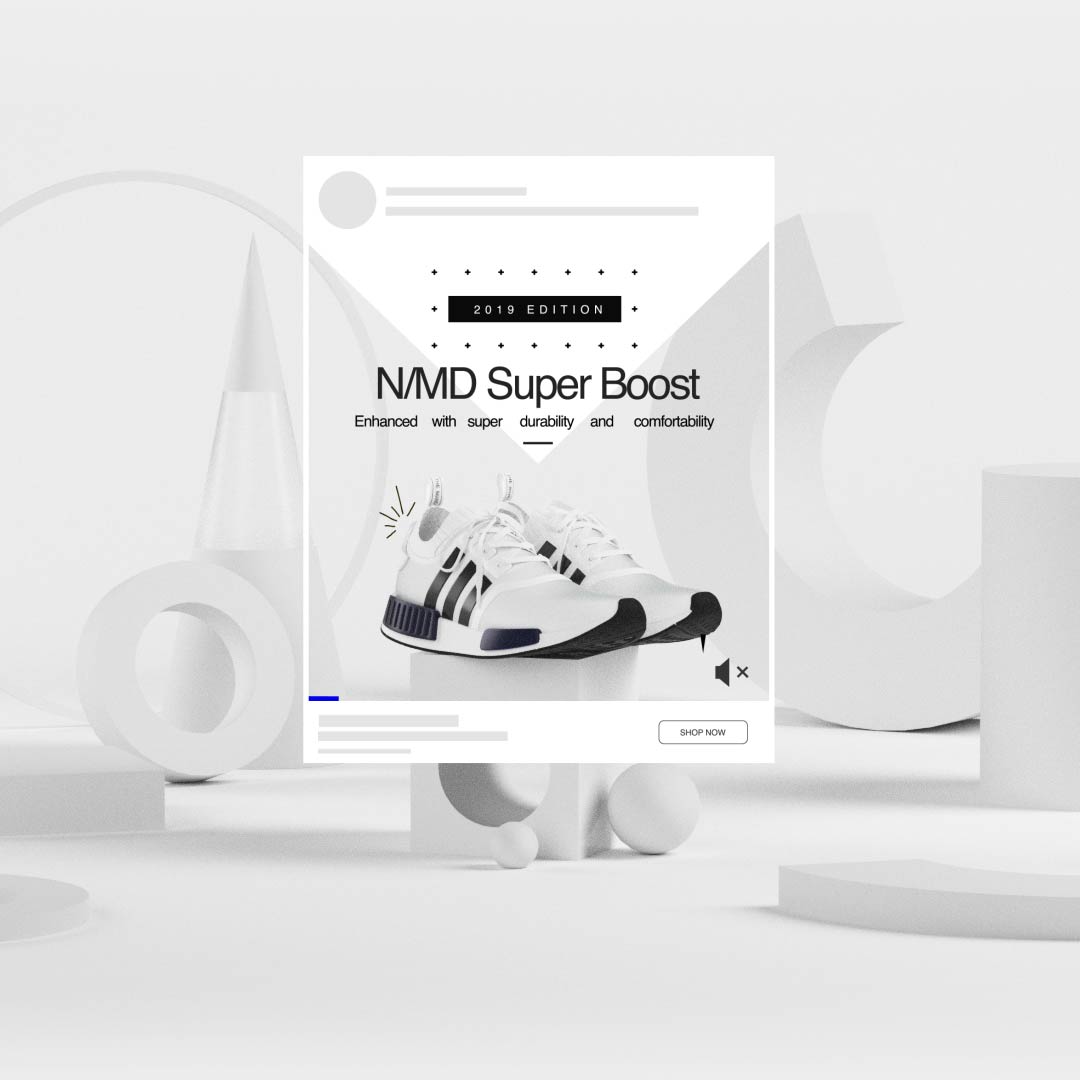 2019 EDITION
N/MD Super Boost
Enhanced with super durability and comfortability
SHOP NOW